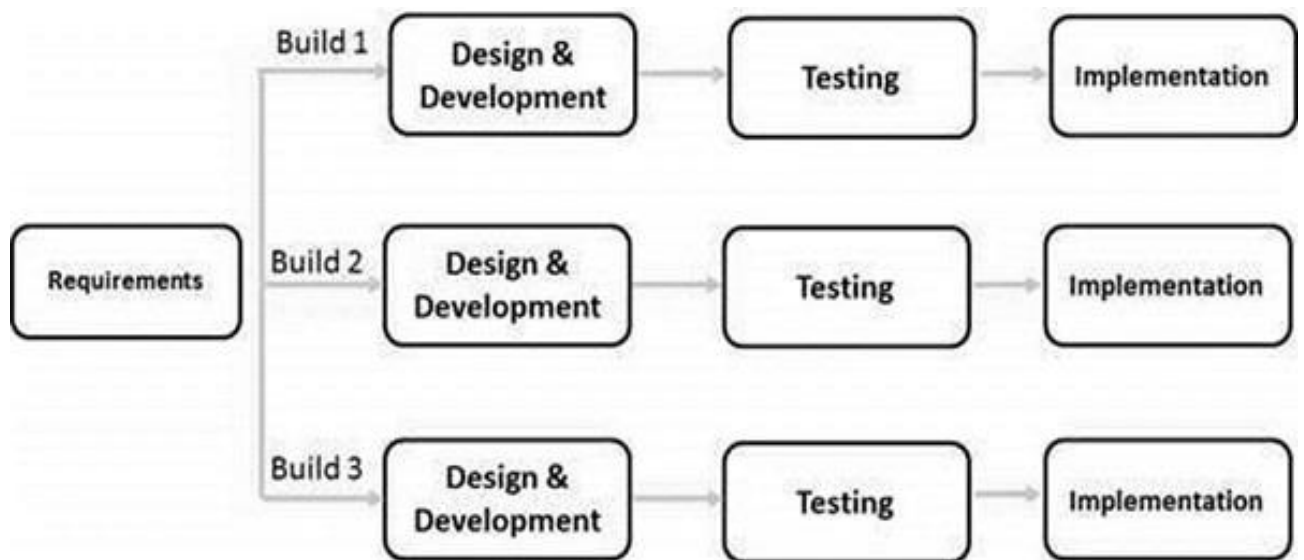 Build 1
Design &
Development
Testing
Implementation
Requirements
Build 2
Design &
Development
Testing
Implementation
Build 3
Design &
Development
Testing
Implementation